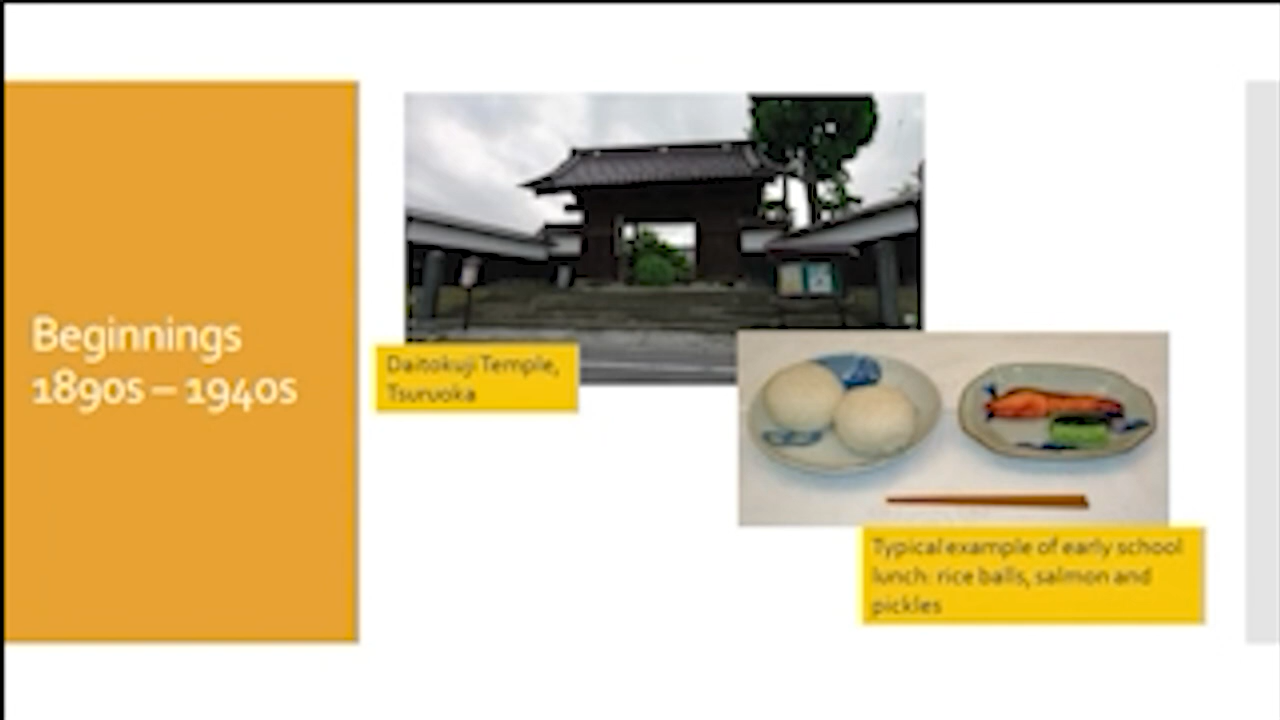 Beginnings
1890s – 1940s
Daitokuji Temple,
Tsuruoka
Typical example of early school
lunch: rice balls, salmon and
pickles